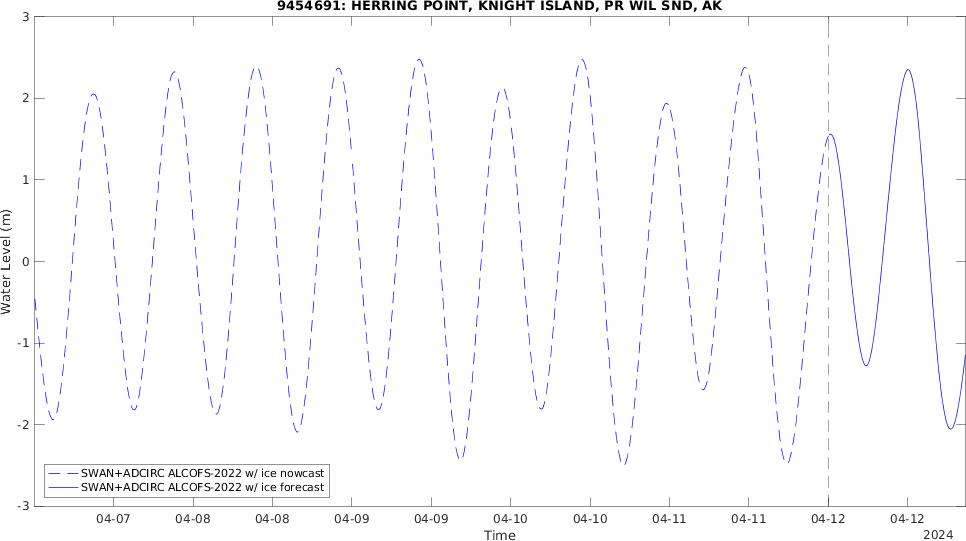 9454691: HERRING POINT, KNIGHT ISLAND, PR WIL SND, AK
3
2
1
0
-1
-2
-3
Water Level (m)
SWAN+ADCIRC ALCOFS-2022 w/ ice nowcast
SWAN+ADCIRC ALCOFS-2022 w/ ice forecast
04-07 04-08 04-08 04-09 04-09 04-10 04-10 04-11 04-11 04-12 04-12
Time
2024